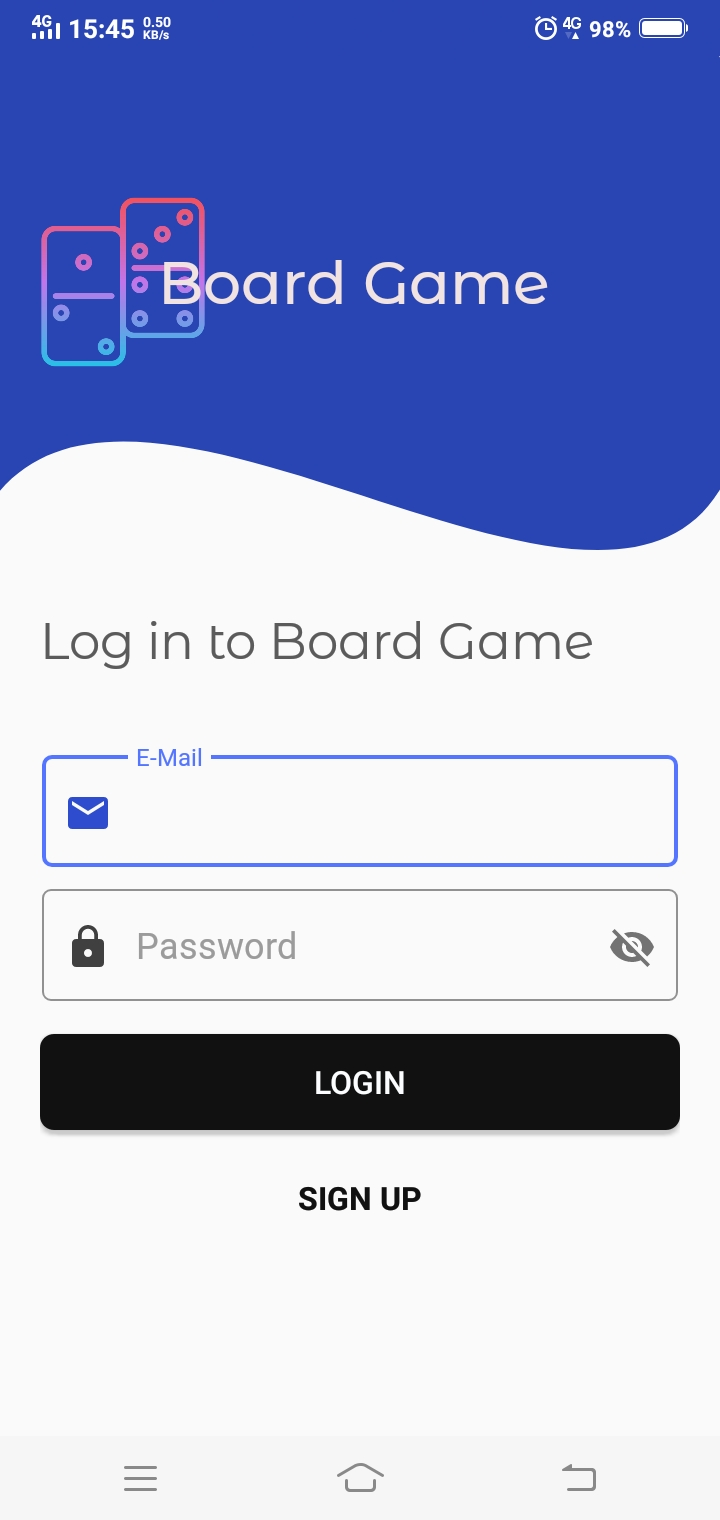 4G 15:45 0.50 KB/s 4G 98%
Board Game
Log in to Board Game
E-Mail
Password
LOGIN
SIGN UP